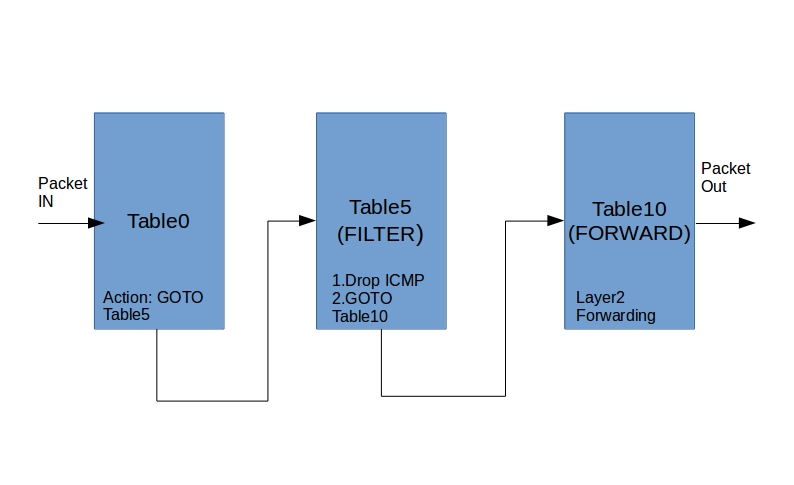 Packet
IN
Table0
Action: GOTO
Table5
Table5
(FILTER)
1.Drop ICMP
2.GOTO
Table10
Table10
(FORWARD)
Layer2
Forwarding
Packet
Out